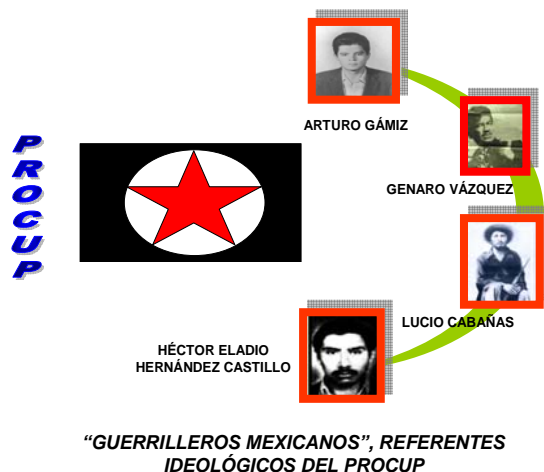 PROCUP
ARTURO GÁMIZ
GENARO VÁZQUEZ
LUCIO CABAÑAS
HÉCTOR ELADIO
HERNÁNDEZ CASTILLO
“GUERRILLEROS MEXICANOS”, REFERENTES
IDEOLÓGICOS DEL PROCUP